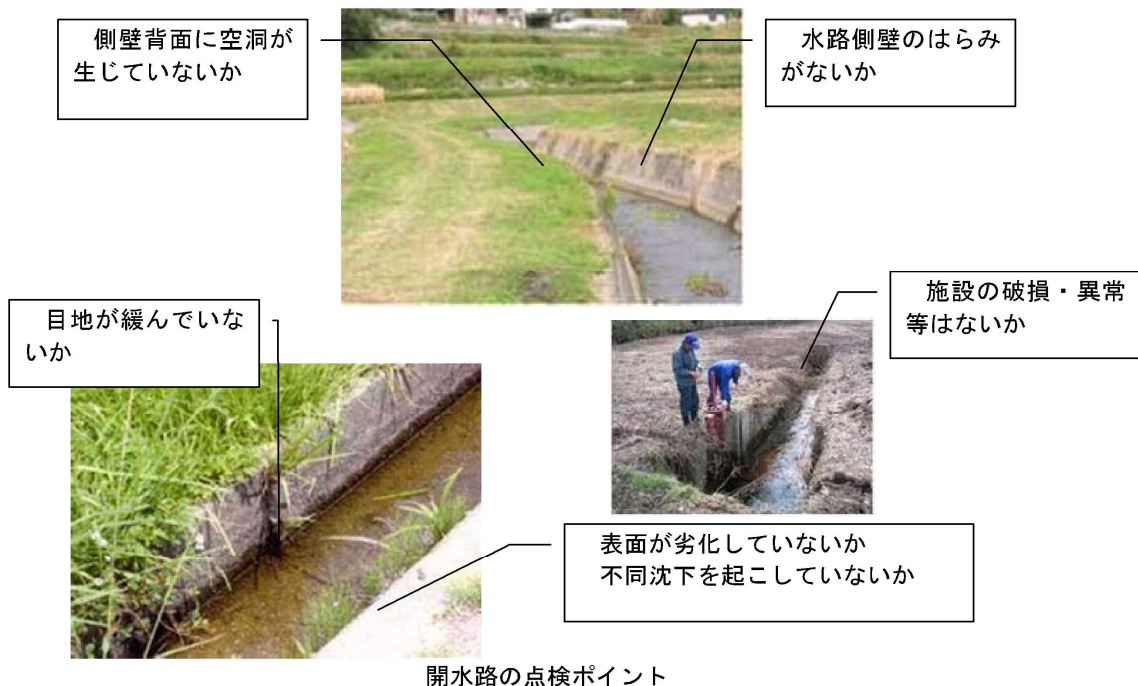 側壁背面に空洞が
生じていないか
水路側壁のはらみ
がないか
目地が緩んでいな
いか
施設の破損・異常
等はないか
表面が劣化していないか
不同沈下を起こしていないか
開水路の点検ポイント